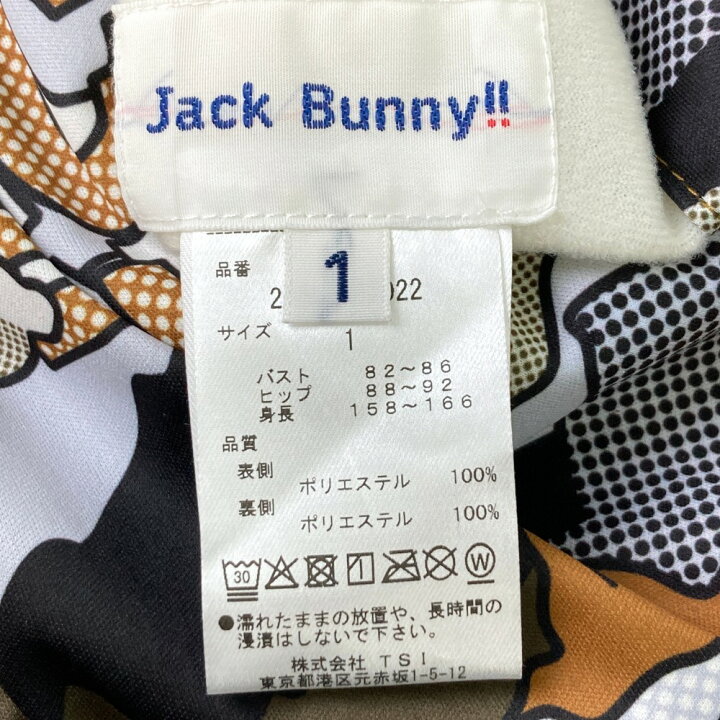 Jack Bunny!!
1
品番
2 022
サイズ 1
バスト 82～86
ヒップ 88～92
身長 158～166
品質
表側 ポリエステル 100%
裏側 ポリエステル 100%
30 W
●濡れたままの放置や、長時間の
浸漬はしないで下さい。
株式会社 TSI
東京都港区元赤坂1-5-12